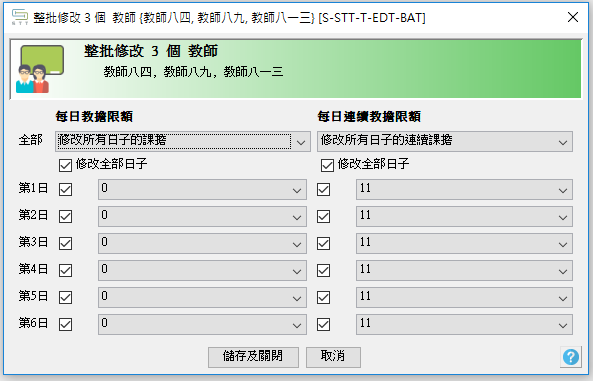 STT
整批修改 3 個 教師 {教師八四, 教師八九, 教師八一三} [S-STT-T-EDT-BAT]
整批修改 3 個 教師
教師八四, 教師八九, 教師八一三
每日教擔限額 每日連續教擔限額
全部 修改所有日子的課擔 修改所有日子的連續課擔
修改全部日子 修改全部日子
第1日 0 11
第2日 0 11
第3日 0 11
第4日 0 11
第5日 0 11
第6日 0 11
儲存及關閉 取消 ?